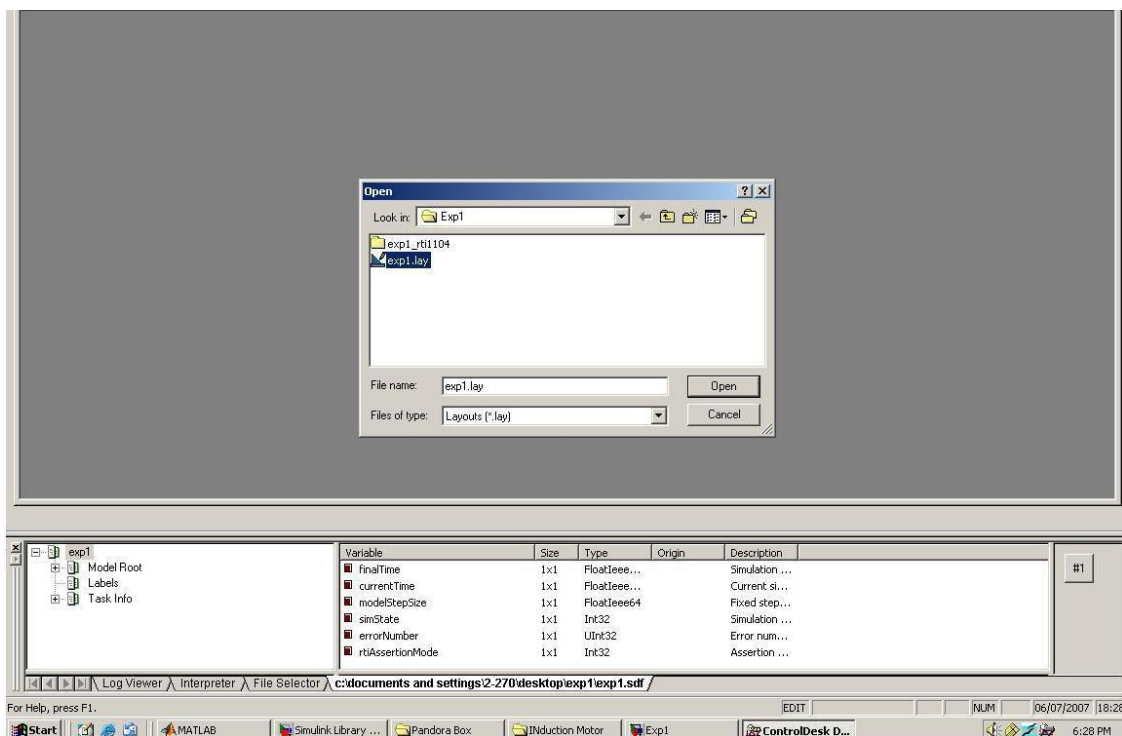 Open
Look in: Exp1
exp1_rti1104
exp1.lay
File name: exp1.lay Open
Files of type: Layouts (*.lay) Cancel
exp1
Model Root
Labels
Task Info
Variable Size Type Origin Description
finalTime 1x1 FloatIeee... Simulation ...
currentTime 1x1 FloatIeee... Current si...
modelStepSize 1x1 FloatIeee64 Fixed step...
simState 1x1 Int32 Simulation ...
errorNumber 1x1 UInt32 Error num...
rtiAssertionMode 1x1 Int32 Assertion ...
#1
Log Viewer Interpreter File Selector c:\documents and settings\2-270\desktop\exp1\exp1.sdf
For Help, press F1. EDIT NUM 06/07/2007 18:28
Start MATLAB Simulink Library ... Pandora Box INduction Motor Exp1 ControlDesk D... 6:28 PM